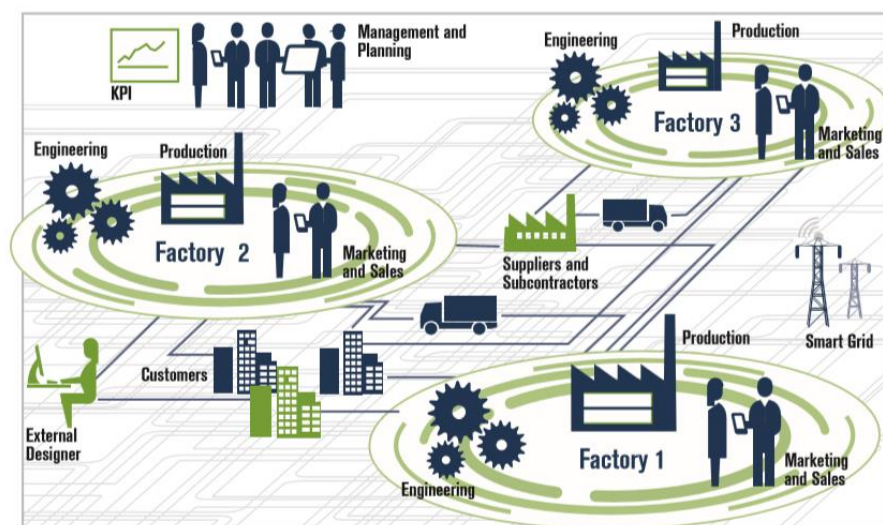 KPI
Management and
Planning
Engineering
Production
Factory 3
Marketing
and Sales
Engineering
Production
Factory 2
Marketing
and Sales
Suppliers and
Subcontractors
Smart Grid
Customers
External
Designer
Production
Factory 1
Engineering
Marketing
and Sales